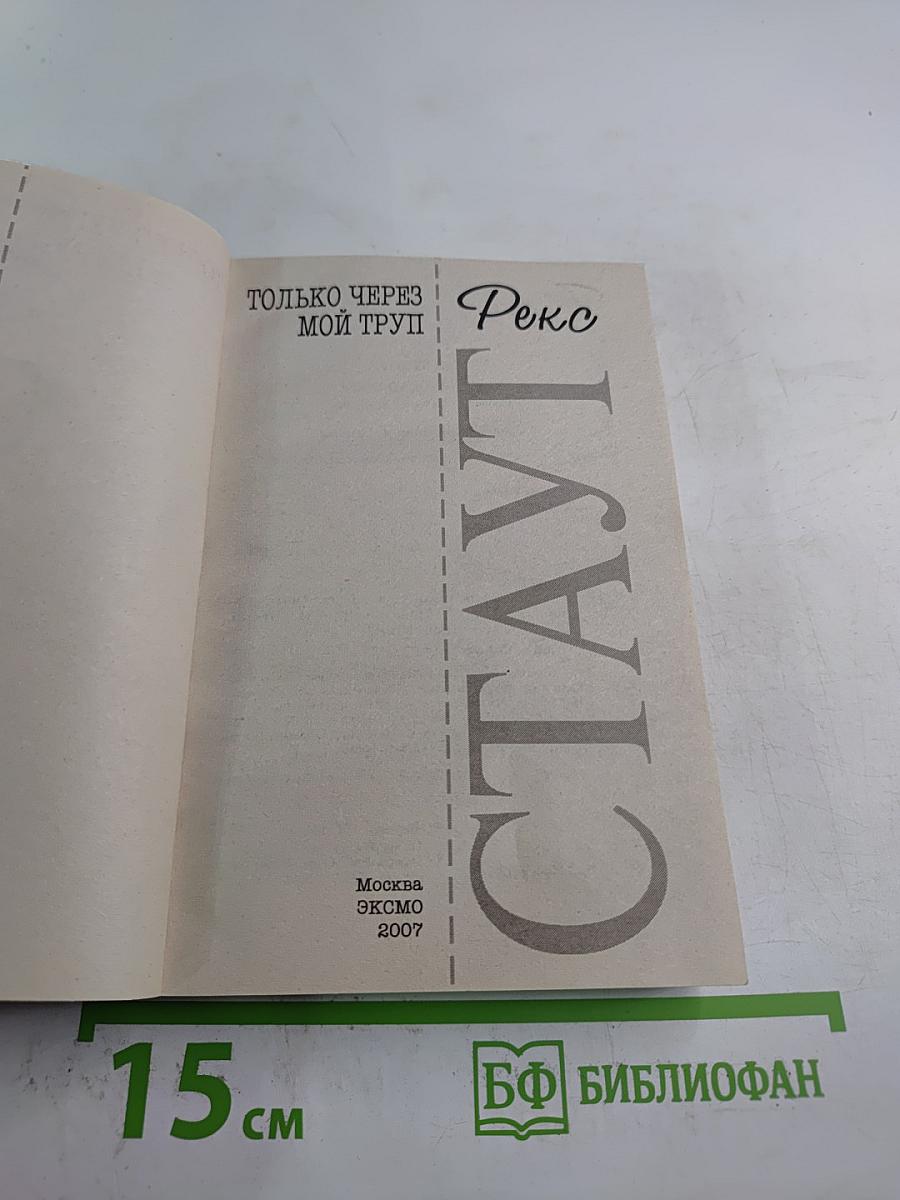 ТОЛЬКО ЧЕРЕЗ
МОЙ ТРУП
Рекс
СТАУТ
Москва
ЭКСМО
2007
15 см
БФ БИБЛИОФАН